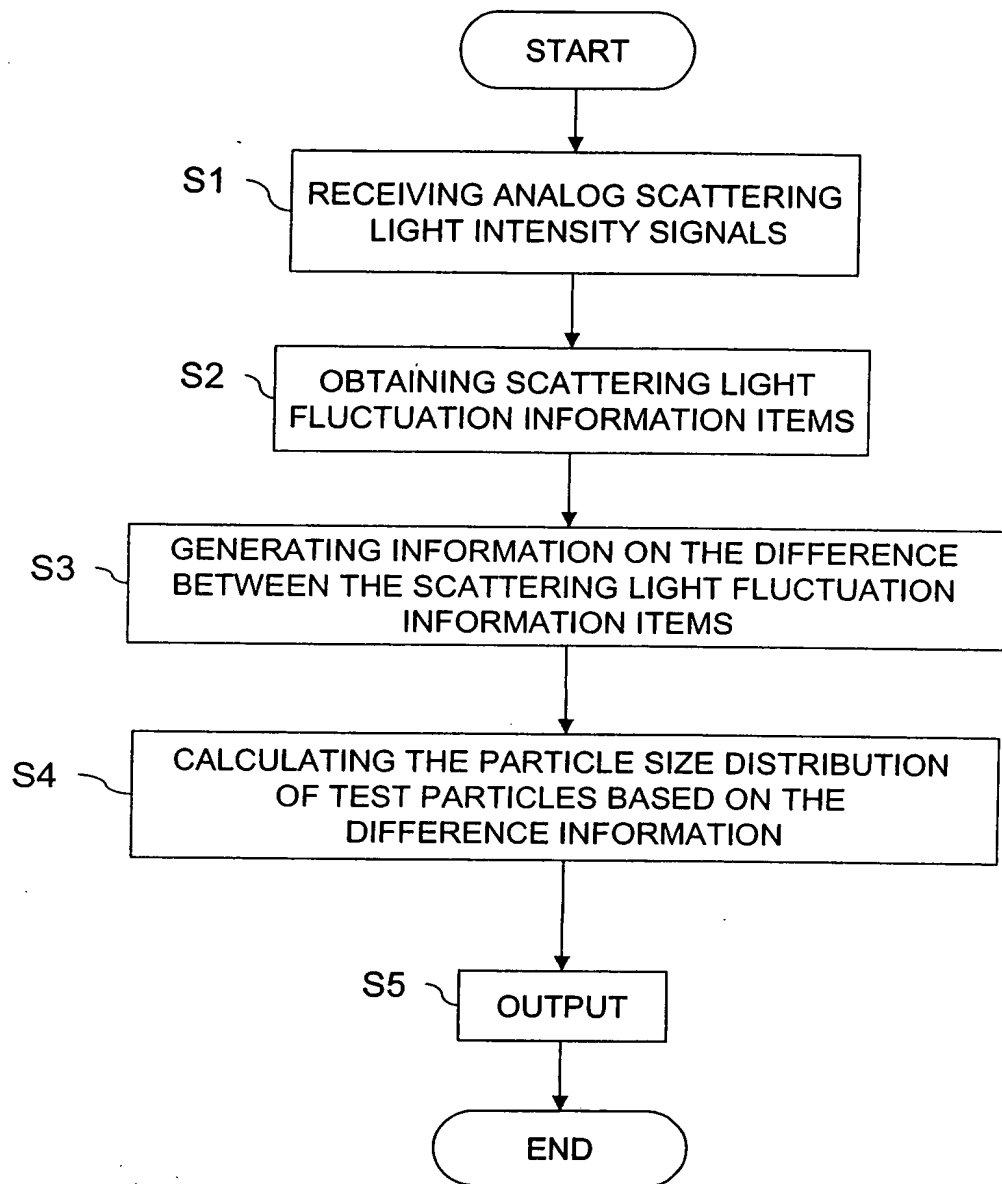 START
S1
RECEIVING ANALOG SCATTERING
LIGHT INTENSITY SIGNALS
S2
OBTAINING SCATTERING LIGHT
FLUCTUATION INFORMATION ITEMS
S3
GENERATING INFORMATION ON THE DIFFERENCE
BETWEEN THE SCATTERING LIGHT FLUCTUATION
INFORMATION ITEMS
S4
CALCULATING THE PARTICLE SIZE DISTRIBUTION
OF TEST PARTICLES BASED ON THE
DIFFERENCE INFORMATION
S5
OUTPUT
END